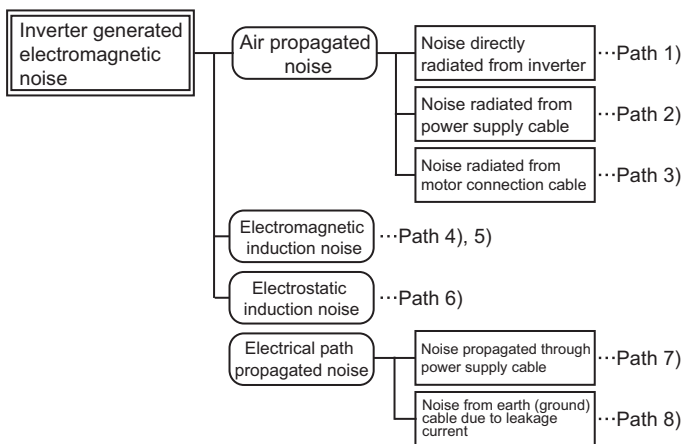 Inverter generated
electromagnetic
noise
Air propagated
noise
Noise directly
radiated from inverter
···Path 1)
Noise radiated from
power supply cable
···Path 2)
Noise radiated from
motor connection cable
···Path 3)
Electromagnetic
induction noise
···Path 4), 5)
Electrostatic
induction noise
···Path 6)
Electrical path
propagated noise
Noise propagated through
power supply cable
···Path 7)
Noise from earth (ground)
cable due to leakage
current
···Path 8)